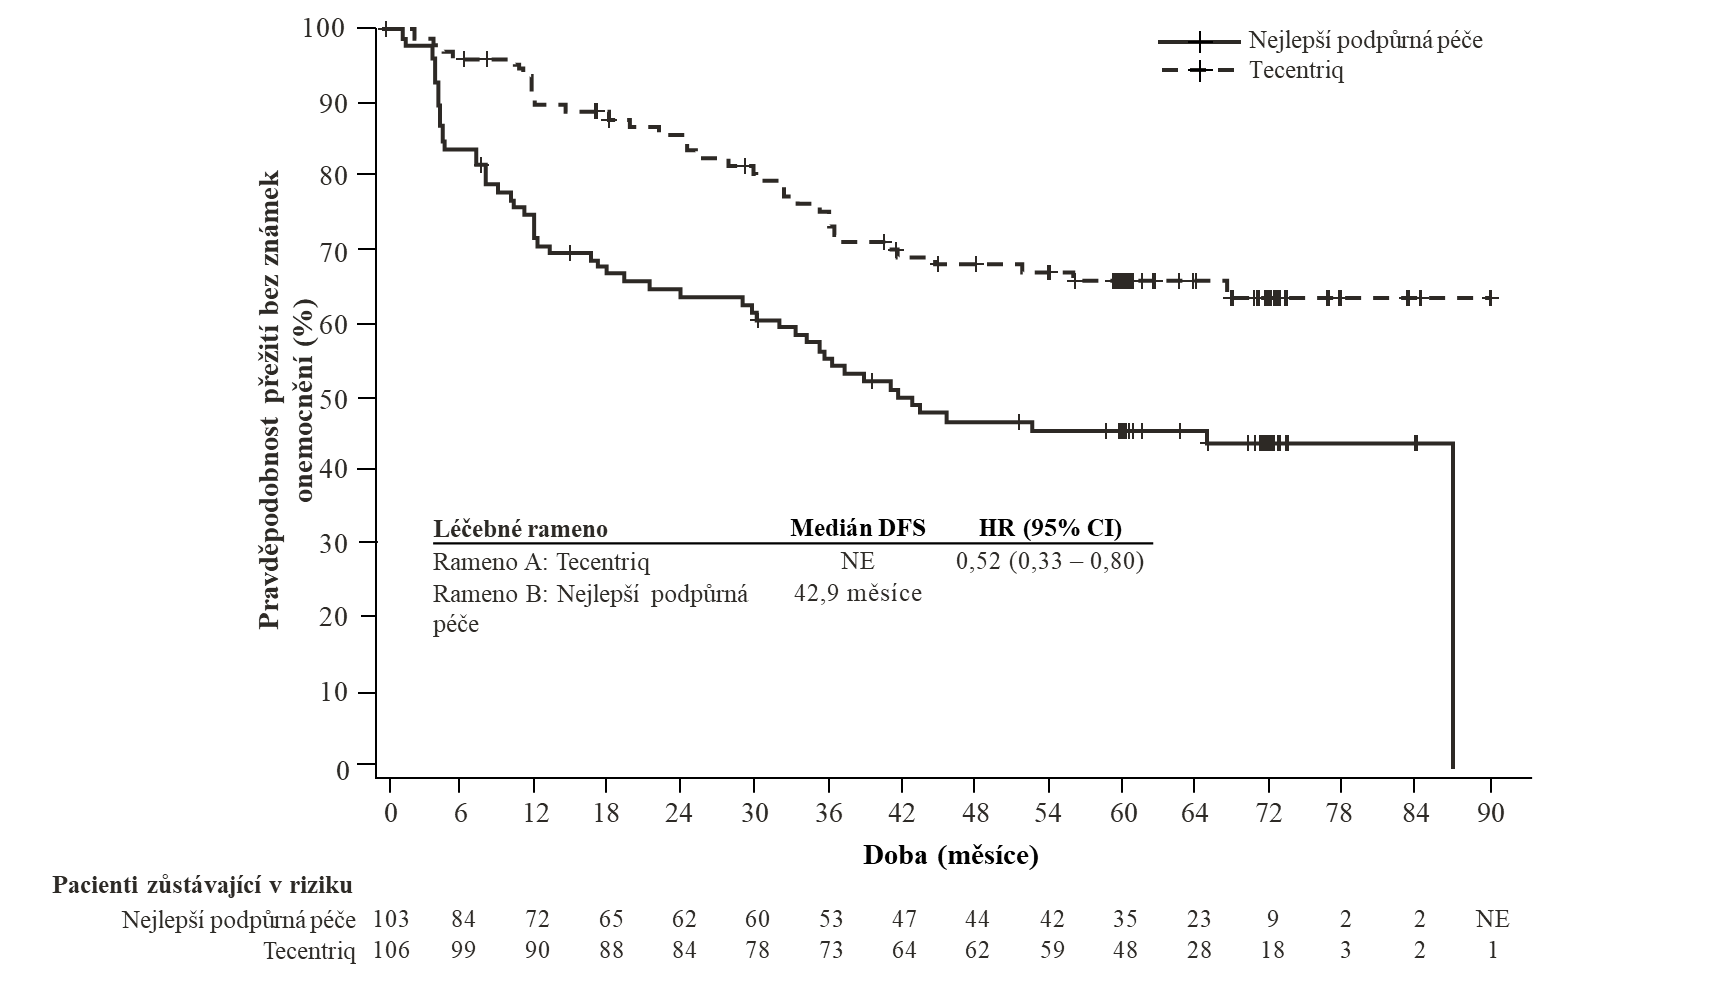 Nejlepší podpůrná péče
Tecentriq
Pravděpodobnost přežití bez známek
onemocnění (%)
100
90
80
70
60
50
40
30
20
10
0
Léčebné rameno Medián DFS HR (95% CI)
Rameno A: Tecentriq NE 0,52 (0,33 – 0,80)
Rameno B: Nejlepší podpůrná 42,9 měsíce
péče
0 6 12 18 24 30 36 42 48 54 60 64 72 78 84 90
Doba (měsíce)
Pacienti zůstávající v riziku
Nejlepší podpůrná péče 103 84 72 65 62 60 53 47 44 42 35 23 9 2 2 NE
Tecentriq 106 99 90 88 84 78 73 64 62 59 48 28 18 3 2 1